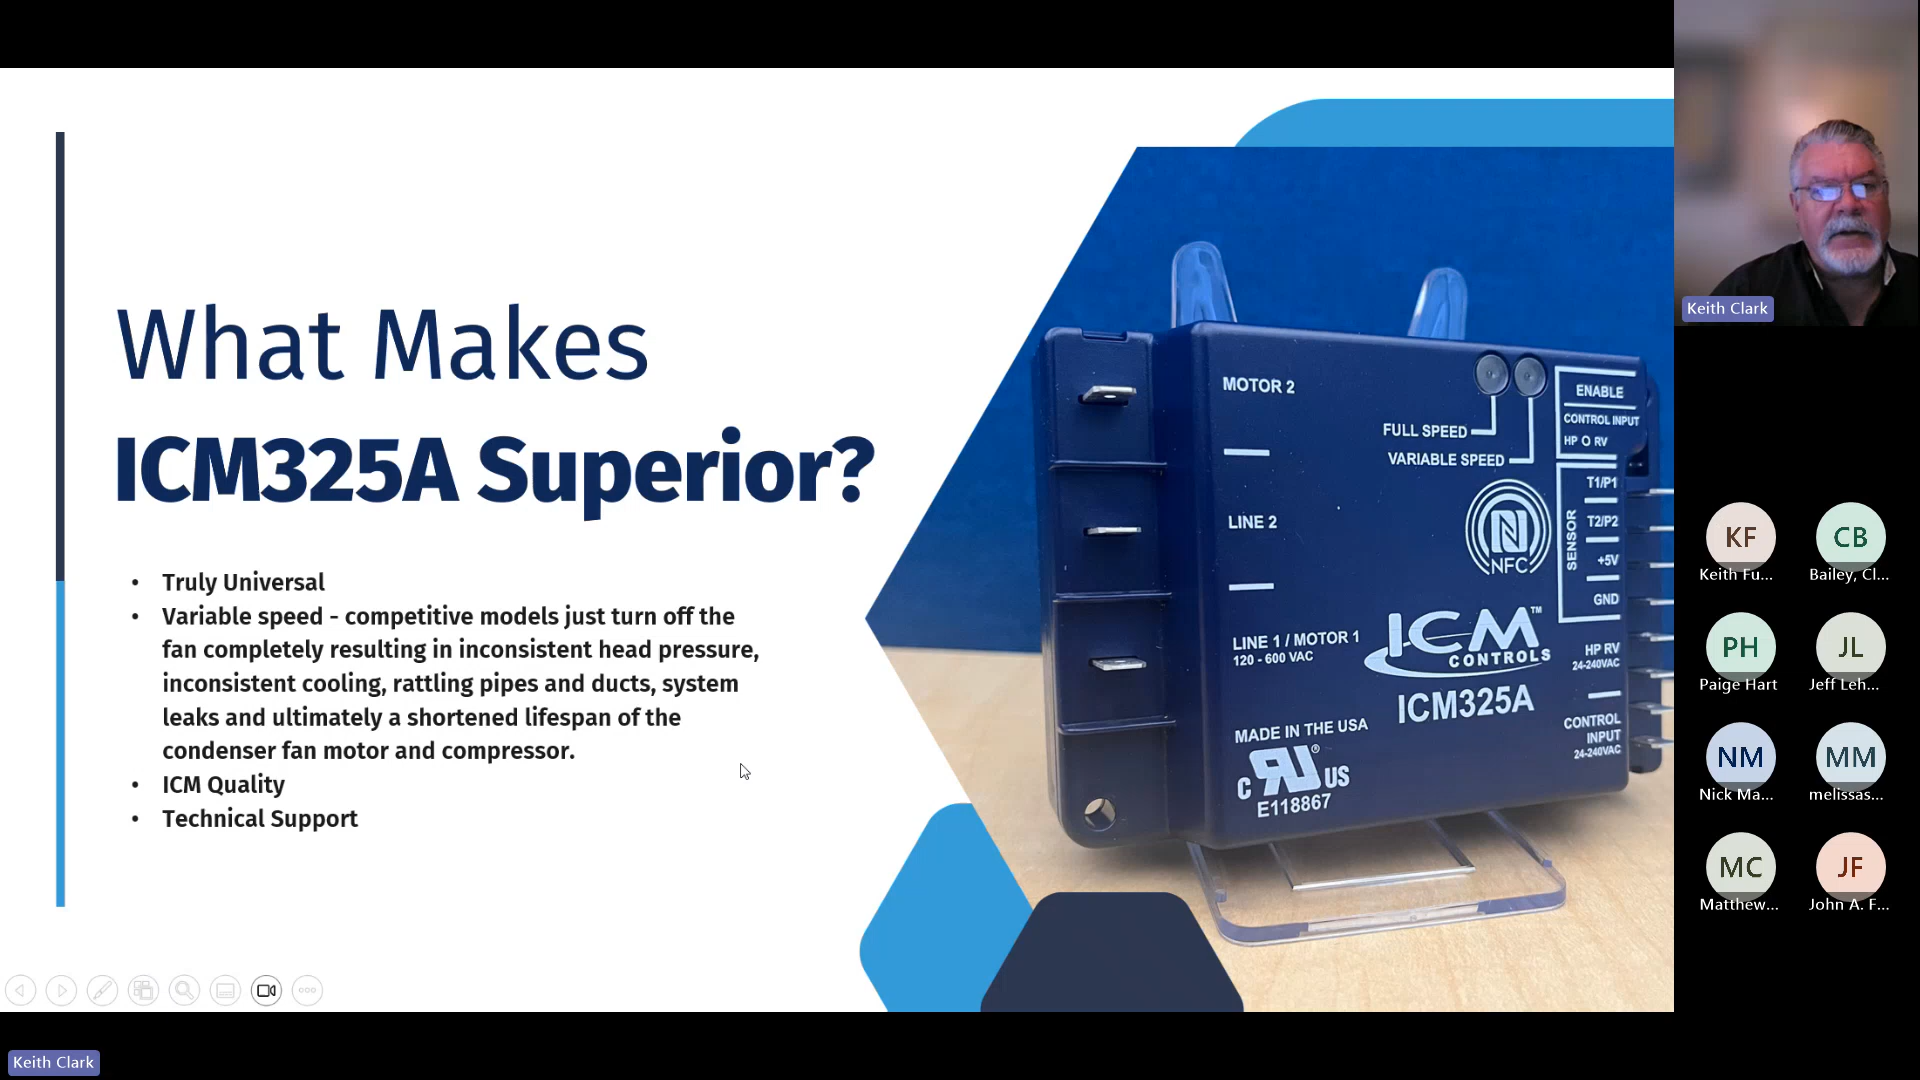 What Makes
ICM325A Superior?
• Truly Universal
• Variable speed - competitive models just turn off the
fan completely resulting in inconsistent head pressure,
inconsistent cooling, rattling pipes and ducts, system
leaks and ultimately a shortened lifespan of the
condenser fan motor and compressor.
• ICM Quality
• Technical Support
MOTOR 2
FULL SPEED
VARIABLE SPEED
LINE 2
LINE 1 / MOTOR 1
120 - 600 VAC
NFC
ICM™
CONTROLS
ICM325A
MADE IN THE USA
C RU® US
E118867
ENABLE
CONTROL INPUT
HP O RV
SENSOR
T1/P1
T2/P2
+5V
GND
HP RV
24-240VAC
CONTROL
INPUT
24-240VAC
Keith Clark
KF
Keith Fu...
CB
Bailey, Cl...
PH
Paige Hart
JL
Jeff Leh...
NM
Nick Ma...
MM
melissas...
MC
Matthew...
JF
John A. F...
Keith Clark